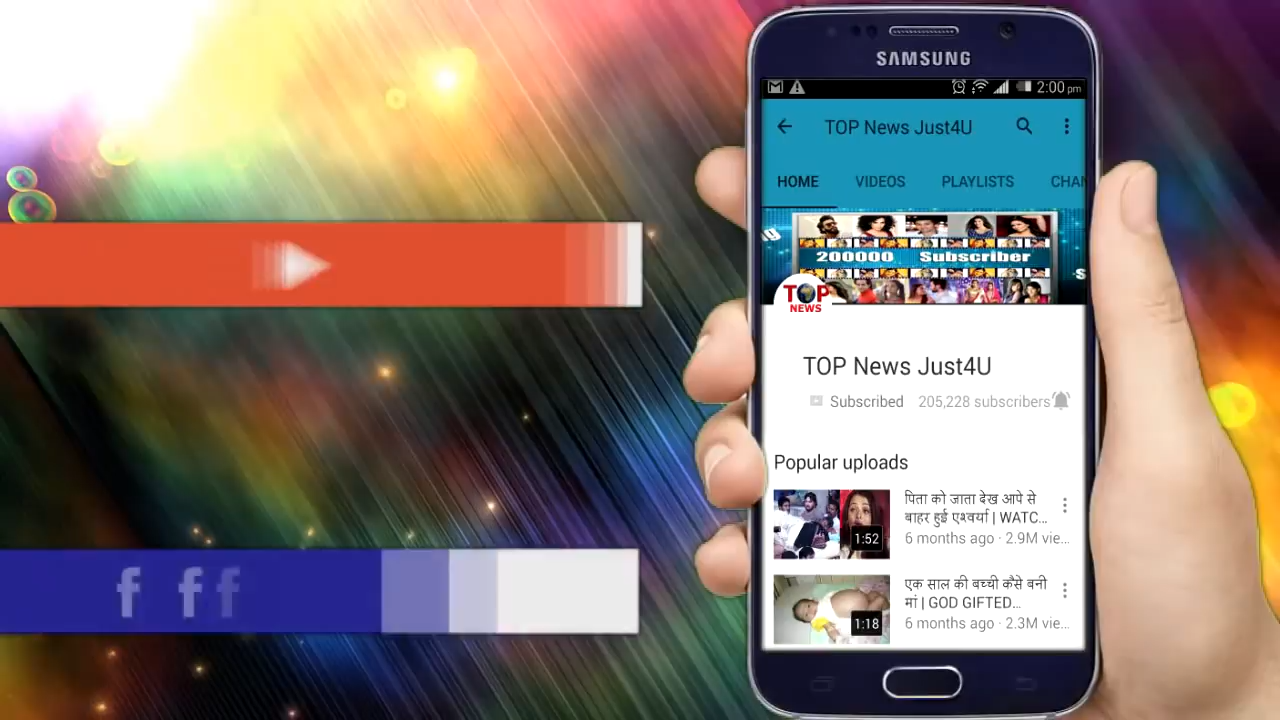 SAMSUNG
2:00 pm
TOP News Just4U
HOME VIDEOS PLAYLISTS CHAN
200000 Subscriber
TOP
NEWS
TOP News Just4U
Subscribed 205,228 subscribers
Popular uploads
पिता को जाता देख आपे से
बाहर हुई एश्वर्या | WATC...
6 months ago · 2.9M vie...
1:52
एक साल की बच्ची कैसे बनी
मां | GOD GIFTED...
6 months ago · 2.3M vie...
1:18
f f f